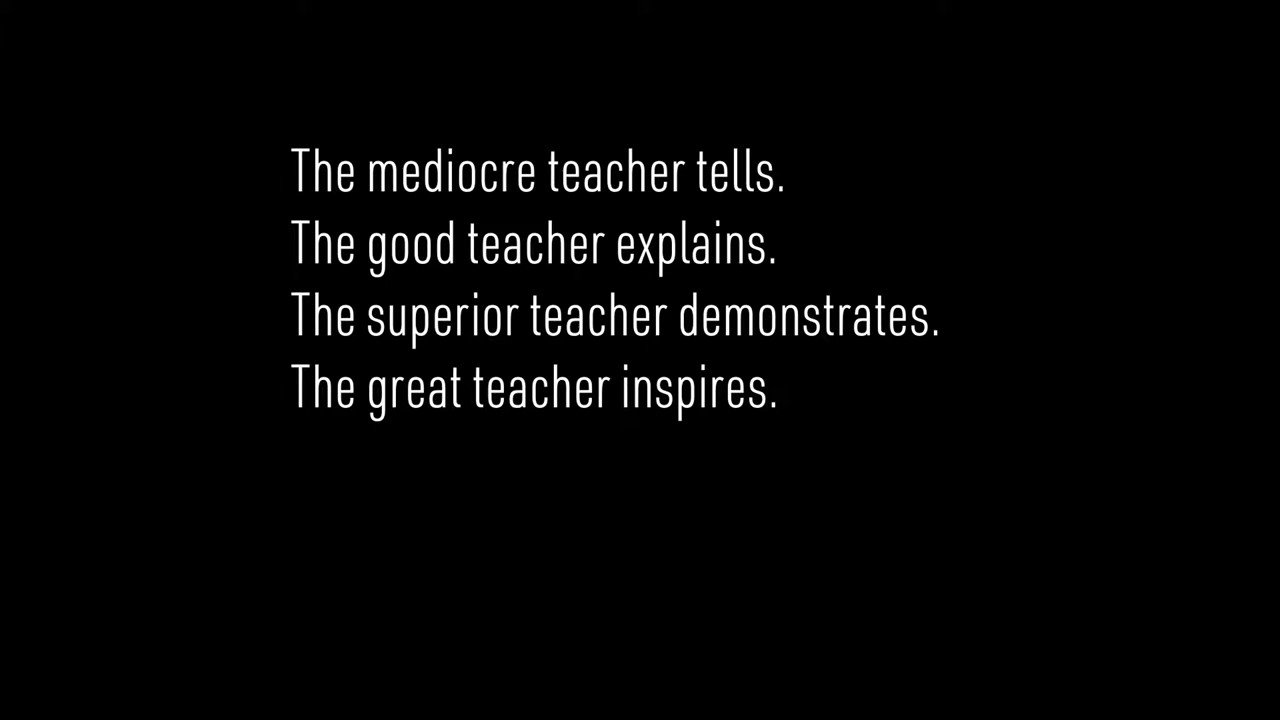 The mediocre teacher tells.
The good teacher explains.
The superior teacher demonstrates.
The great teacher inspires.